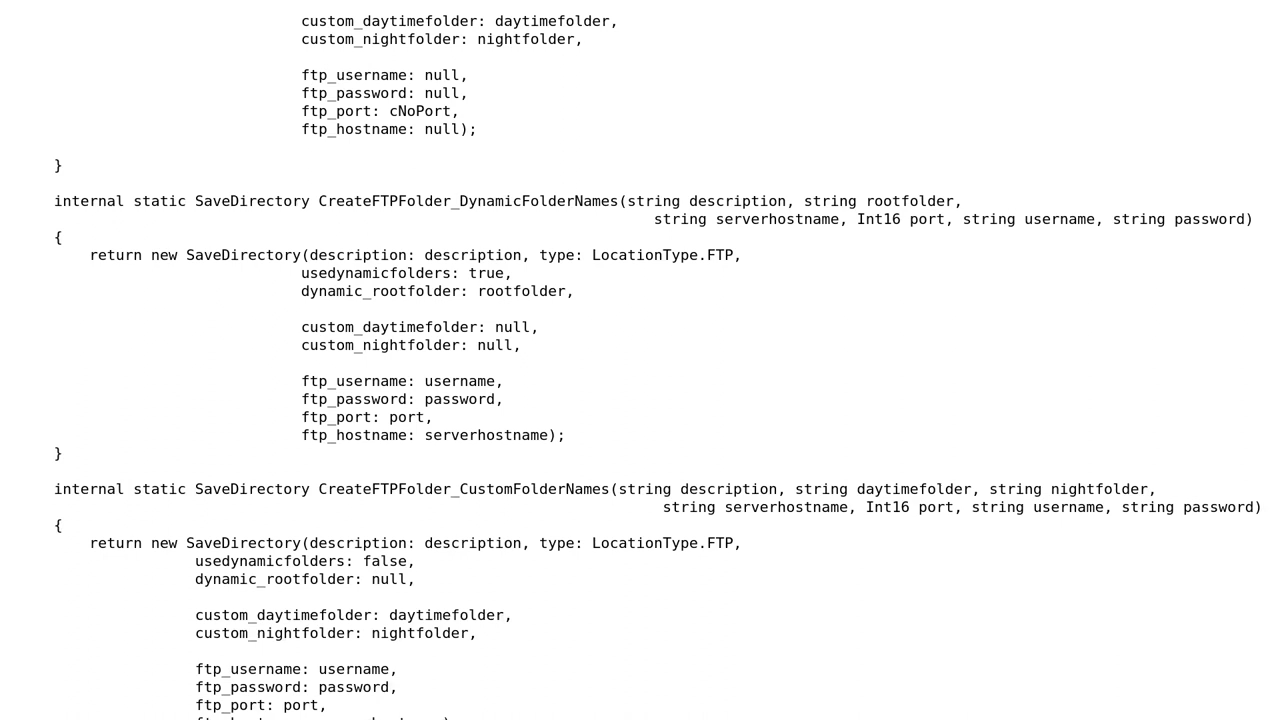 custom_daytimefolder: daytimefolder,
custom_nightfolder: nightfolder,
ftp_username: null,
ftp_password: null,
ftp_port: cNoPort,
ftp_hostname: null);
}
internal static SaveDirectory CreateFTPFolder_DynamicFolderNames(string description, string rootfolder,
string serverhostname, Int16 port, string username, string password)
{
return new SaveDirectory(description: description, type: LocationType.FTP,
usedynamicfolders: true,
dynamic_rootfolder: rootfolder,
custom_daytimefolder: null,
custom_nightfolder: null,
ftp_username: username,
ftp_password: password,
ftp_port: port,
ftp_hostname: serverhostname);
}
internal static SaveDirectory CreateFTPFolder_CustomFolderNames(string description, string daytimefolder, string nightfolder,
string serverhostname, Int16 port, string username, string password)
{
return new SaveDirectory(description: description, type: LocationType.FTP,
usedynamicfolders: false,
dynamic_rootfolder: null,
custom_daytimefolder: daytimefolder,
custom_nightfolder: nightfolder,
ftp_username: username,
ftp_password: password,
ftp_port: port,